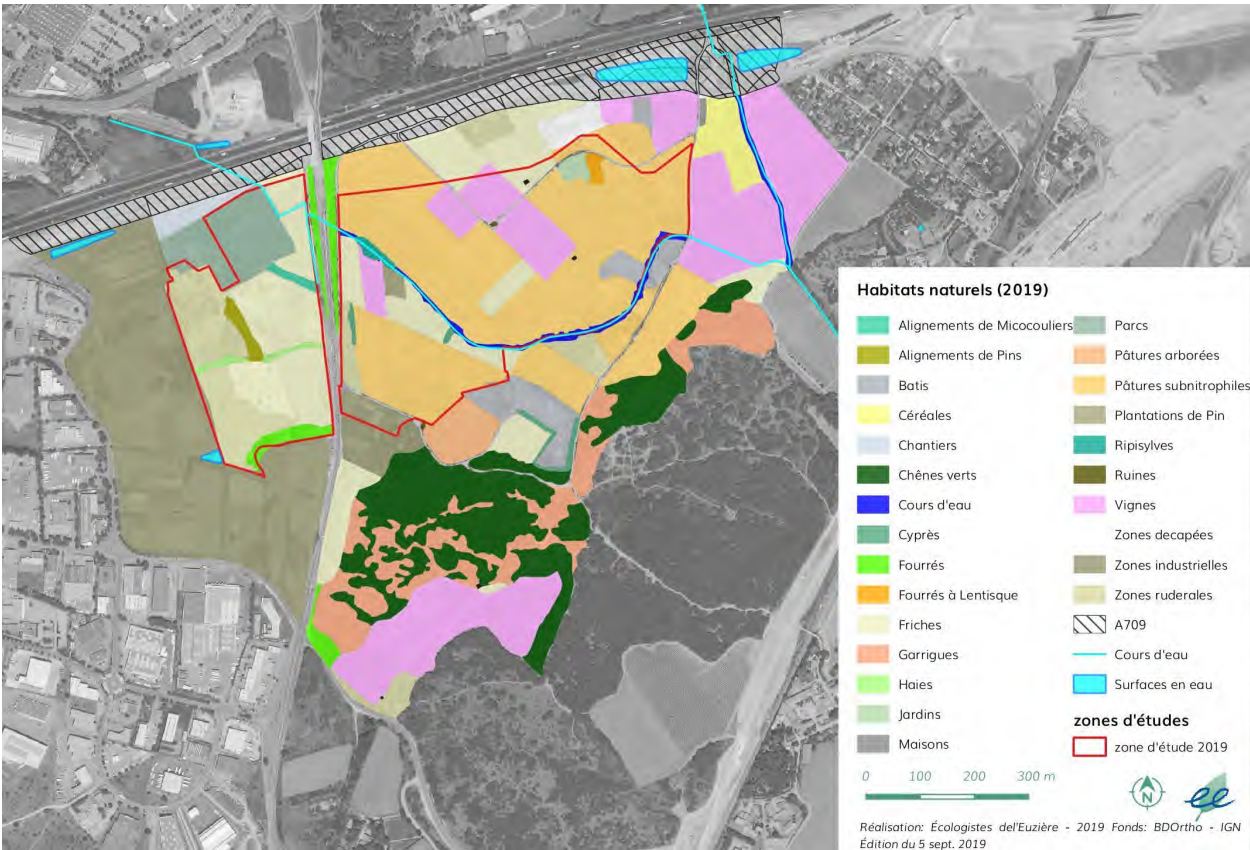 Habitats naturels (2019)
Alignements de Micocouliers
Alignements de Pins
Batis
Céréales
Chantiers
Chênes verts
Cours d'eau
Cyprès
Fourrés
Fourrés à Lentisque
Friches
Garrigues
Haies
Jardins
Maisons
Parcs
Pâtures arborées
Pâtures subnitrophiles
Plantations de Pin
Ripisylves
Ruines
Vignes
Zones decapées
Zones industrielles
Zones ruderales
A709
Cours d'eau
Surfaces en eau
zones d'études
zone d'étude 2019
0 100 200 300 m
N
ee
Réalisation: Écologistes del'Euzière - 2019 Fonds: BDOrtho - IGN
Édition du 5 sept. 2019